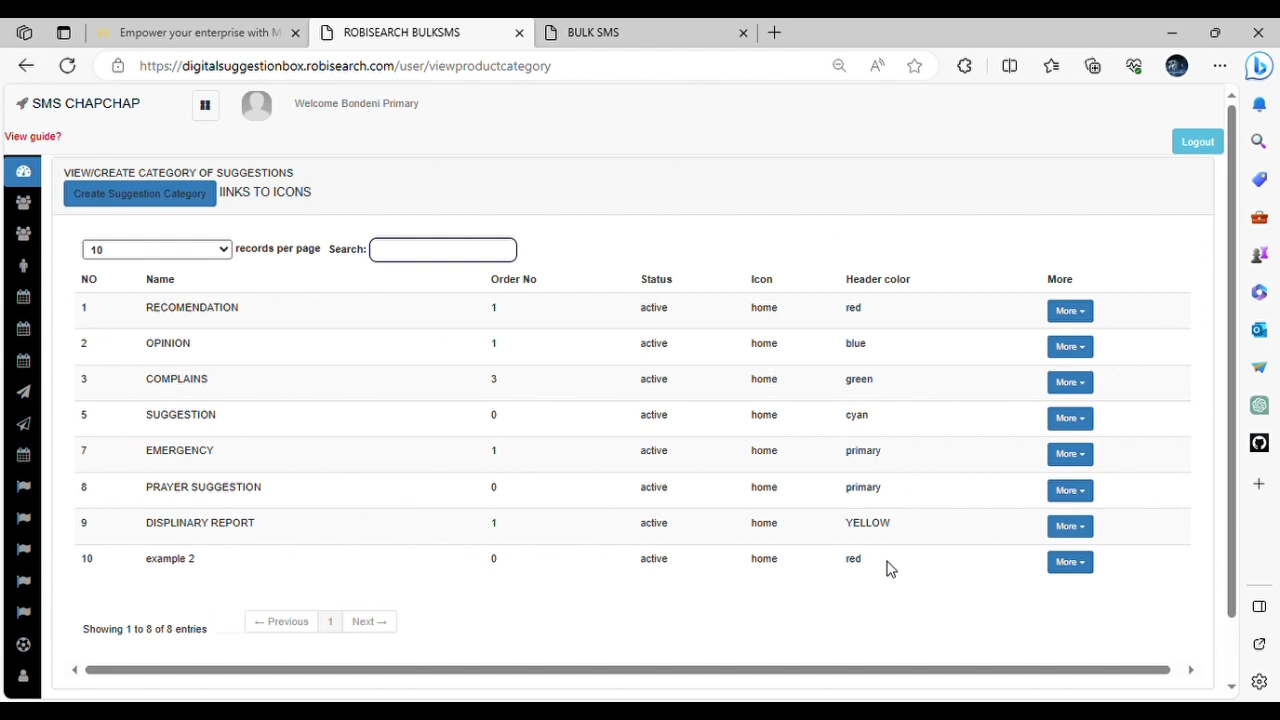 Empower your enterprise with M
ROBISEARCH BULKSMS
BULK SMS
https://digitalsuggestionbox.robisearch.com/user/viewproductcategory
SMS CHAPCHAP
Welcome Bondeni Primary
View guide?
Logout
VIEW/CREATE CATEGORY OF SUGGESTIONS
Create Suggestion Category lINKS TO ICONS
10 records per page Search:
NO Name Order No Status Icon Header color More
1 RECOMENDATION 1 active home red More
2 OPINION 1 active home blue More
3 COMPLAINS 3 active home green More
5 SUGGESTION 0 active home cyan More
7 EMERGENCY 1 active home primary More
8 PRAYER SUGGESTION 0 active home primary More
9 DISPLINARY REPORT 1 active home YELLOW More
10 example 2 0 active home red More
← Previous 1 Next →
Showing 1 to 8 of 8 entries